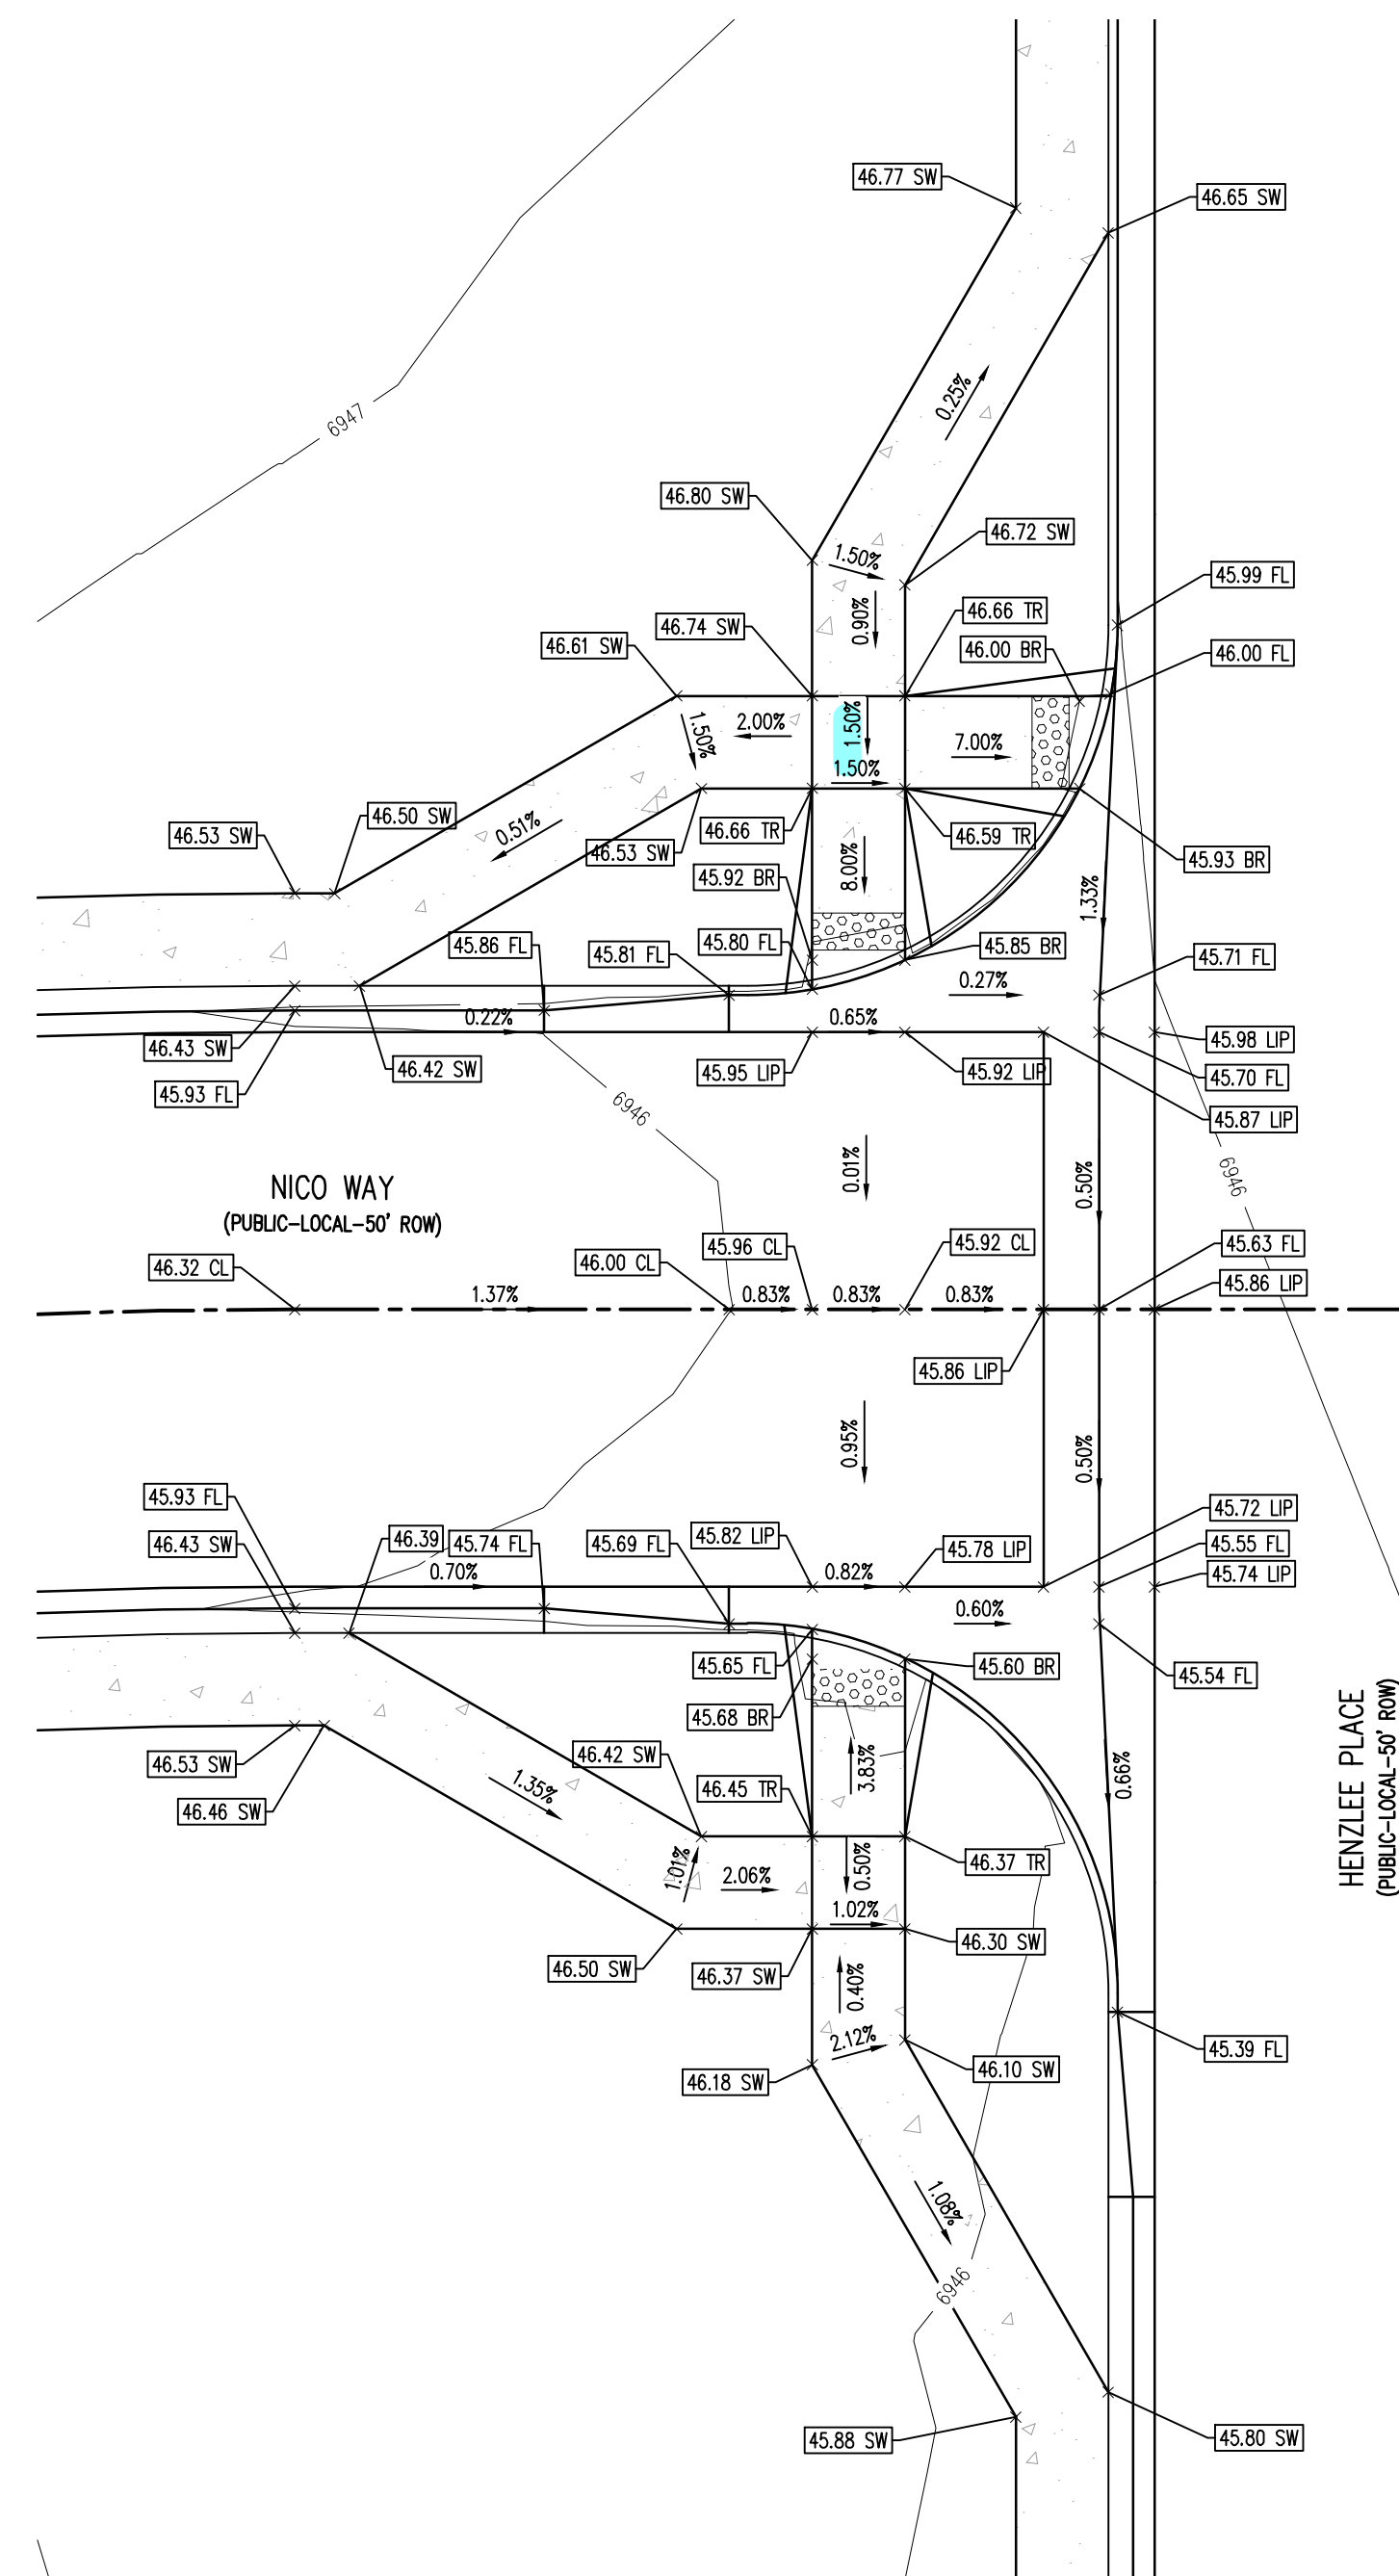 46.77 SW
46.65 SW
6947
0.25%
46.80 SW
46.72 SW
1.50%
45.99 FL
0.90%
46.66 TR
46.74 SW
46.61 SW
46.00 BR
46.00 FL
1.50%
2.00%
1.50%
7.00%
1.50%
46.50 SW
46.53 SW
0.51%
46.53 SW
46.66 TR
46.59 TR
45.93 BR
8.00%
45.92 BR
1.33%
45.86 FL
45.81 FL
45.80 FL
45.85 BR
45.71 FL
0.27%
0.22%
0.65%
46.43 SW
46.42 SW
45.93 FL
45.95 LIP
45.92 LIP
45.98 LIP
45.70 FL
45.87 LIP
6946
0.01%
0.50%
6946
NICO WAY
(PUBLIC-LOCAL-50' ROW)
46.32 CL
46.00 CL
45.96 CL
45.92 CL
45.63 FL
45.86 LIP
1.37%
0.83%
0.83%
0.83%
45.86 LIP
0.95%
0.50%
45.93 FL
46.43 SW
46.39
45.74 FL
45.69 FL
45.82 LIP
45.78 LIP
45.72 LIP
45.55 FL
45.74 LIP
0.70%
0.82%
0.60%
45.65 FL
45.60 BR
45.54 FL
45.68 BR
46.53 SW
46.46 SW
1.35%
46.42 SW
46.45 TR
3.83%
0.66%
HENZLEE PLACE
(PUBLIC-LOCAL-50' ROW)
46.37 TR
1.01%
2.06%
0.50%
1.02%
46.50 SW
46.37 SW
46.30 SW
0.40%
2.12%
46.18 SW
46.10 SW
45.39 FL
1.08%
6946
45.88 SW
45.80 SW